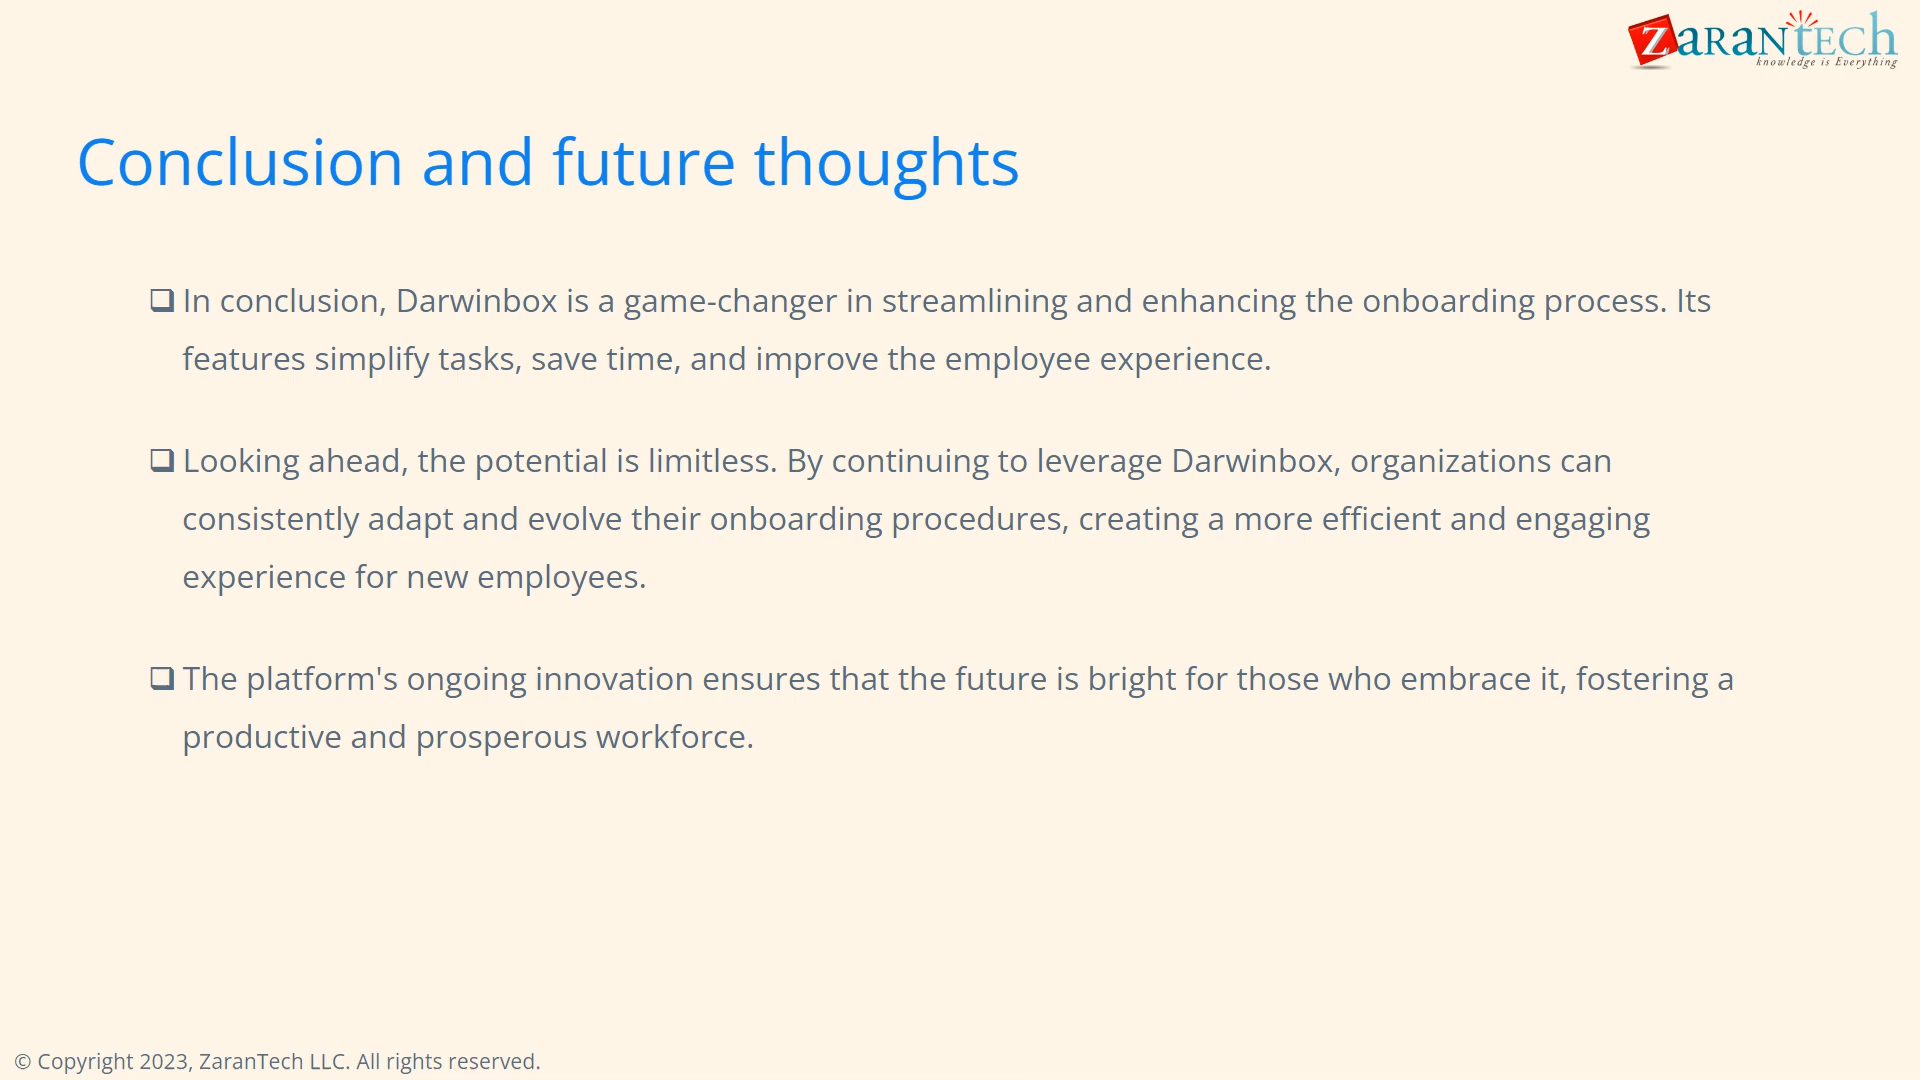 ZaranTech
knowledge is Everything
Conclusion and future thoughts
❑ In conclusion, Darwinbox is a game-changer in streamlining and enhancing the onboarding process. Its
features simplify tasks, save time, and improve the employee experience.
❑ Looking ahead, the potential is limitless. By continuing to leverage Darwinbox, organizations can
consistently adapt and evolve their onboarding procedures, creating a more efficient and engaging
experience for new employees.
❑ The platform's ongoing innovation ensures that the future is bright for those who embrace it, fostering a
productive and prosperous workforce.
© Copyright 2023, ZaranTech LLC. All rights reserved.